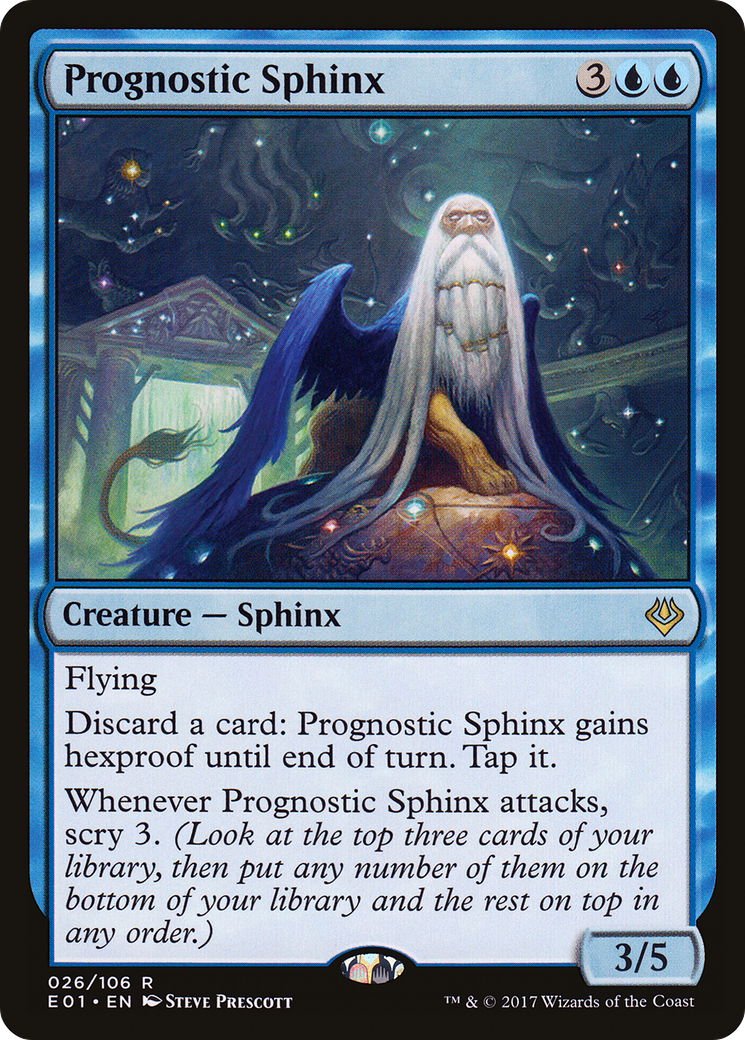 Prognostic Sphinx 3
Creature — Sphinx
Flying
Discard a card: Prognostic Sphinx gains
hexproof until end of turn. Tap it.
Whenever Prognostic Sphinx attacks,
scry 3. (Look at the top three cards of your
library, then put any number of them on the
bottom of your library and the rest on top in
any order.)
3/5
026/106 R
E01 • EN STEVE PRESCOTT
™ & © 2017 Wizards of the Coast